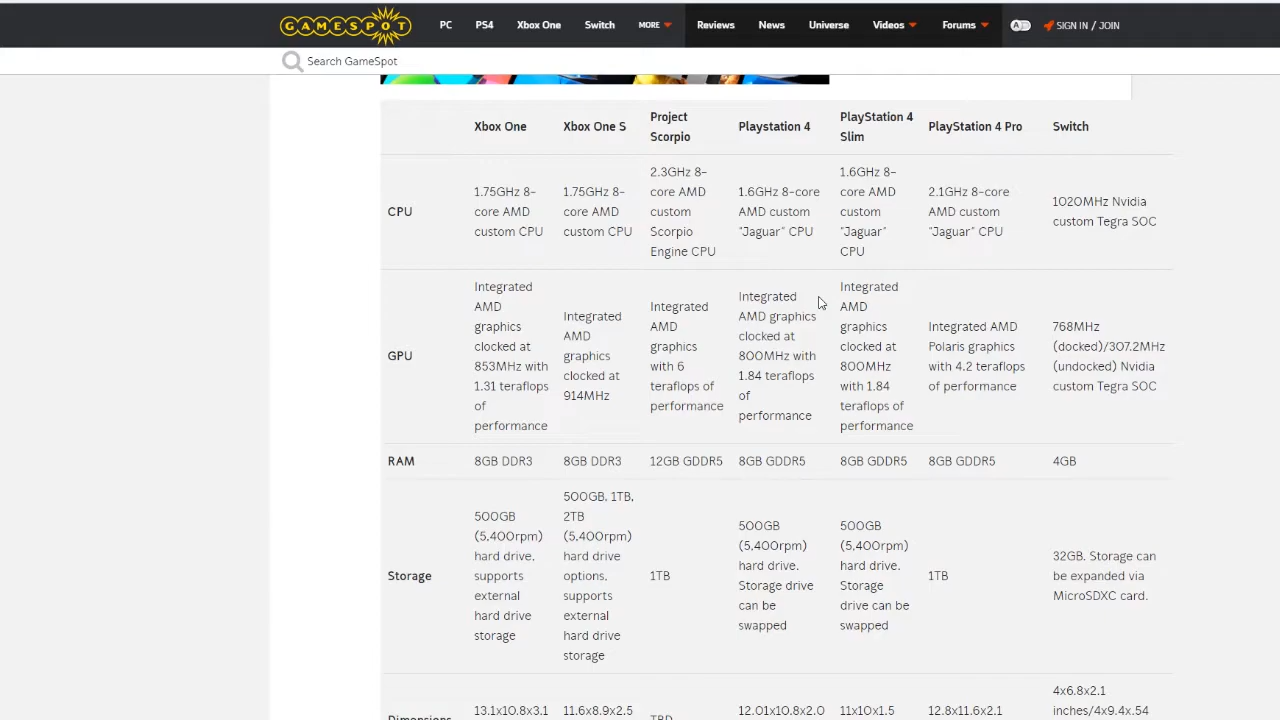 GAMESPOT PC PS4 Xbox One Switch MORE Reviews News Universe Videos Forums SIGN IN / JOIN
Search GameSpot
Xbox One
Xbox One S
Project
Scorpio
Playstation 4
PlayStation 4
Slim
PlayStation 4 Pro
Switch
CPU
1.75GHz 8-
core AMD
custom CPU
1.75GHz 8-
core AMD
custom CPU
2.3GHz 8-
core AMD
custom
Scorpio
Engine CPU
1.6GHz 8-core
AMD custom
"Jaguar" CPU
1.6GHz 8-
core AMD
custom
"Jaguar"
CPU
2.1GHz 8-core
AMD custom
"Jaguar" CPU
1020MHz Nvidia
custom Tegra SOC
GPU
Integrated
AMD
graphics
clocked at
853MHz with
1.31 teraflops
of
performance
Integrated
AMD
graphics
clocked at
914MHz
Integrated
AMD
graphics
with 6
teraflops of
performance
Integrated
AMD graphics
clocked at
800MHz with
1.84 teraflops
of
performance
Integrated
AMD
graphics
clocked at
800MHz
with 1.84
teraflops of
performance
Integrated AMD
Polaris graphics
with 4.2 teraflops
of performance
768MHz
(docked)/307.2MHz
(undocked) Nvidia
custom Tegra SOC
RAM
8GB DDR3
8GB DDR3
12GB GDDR5
8GB GDDR5
8GB GDDR5
8GB GDDR5
4GB
Storage
500GB
(5,400rpm)
hard drive,
supports
external
hard drive
storage
500GB, 1TB,
2TB
(5,400rpm)
hard drive
options,
supports
external
hard drive
storage
1TB
500GB
(5,400rpm)
hard drive.
Storage drive
can be
swapped
500GB
(5,400rpm)
hard drive.
Storage
drive can be
swapped
1TB
32GB. Storage can
be expanded via
MicroSDXC card.
Dimensions
13.1x10.8x3.1
11.6x8.9x2.5
TBD
12.01x10.8x2.0
11x10x1.5
12.8x11.6x2.1
4x6.8x2.1
inches/4x9.4x.54